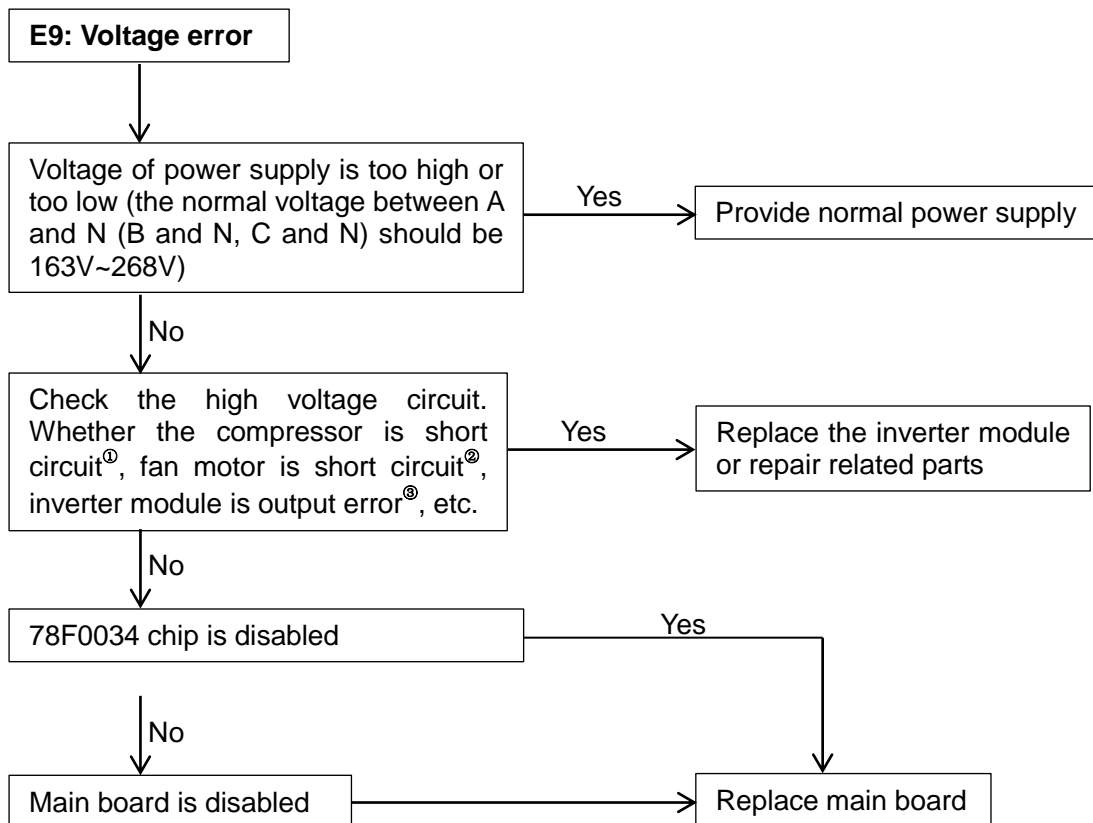 E9: Voltage error
Voltage of power supply is too high or
too low (the normal voltage between A
and N (B and N, C and N) should be
163V~268V)
Yes
Provide normal power supply
No
Check the high voltage circuit.
Whether the compressor is short
circuit①, fan motor is short circuit②,
inverter module is output error③, etc.
Yes
Replace the inverter module
or repair related parts
No
78F0034 chip is disabled
Yes
No
Main board is disabled
Replace main board